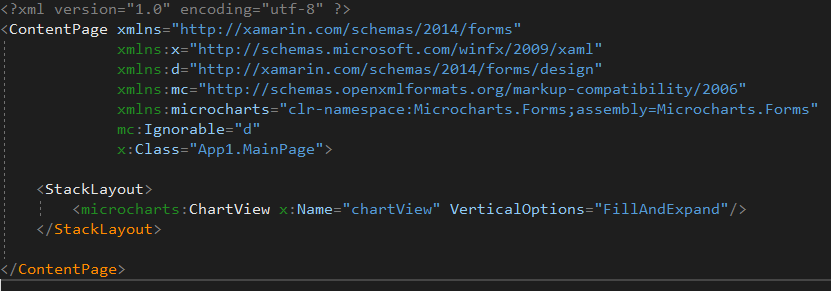 <?xml version="1.0" encoding="utf-8" ?>
<ContentPage xmlns="http://xamarin.com/schemas/2014/forms"
             xmlns:x="http://schemas.microsoft.com/winfx/2009/xaml"
             xmlns:d="http://xamarin.com/schemas/2014/forms/design"
             xmlns:mc="http://schemas.openxmlformats.org/markup-compatibility/2006"
             xmlns:microcharts="clr-namespace:Microcharts.Forms;assembly=Microcharts.Forms"
             mc:Ignorable="d"
             x:Class="App1.MainPage">
    <StackLayout>
        <microcharts:ChartView x:Name="chartView" VerticalOptions="FillAndExpand"/>
    </StackLayout>
</ContentPage>